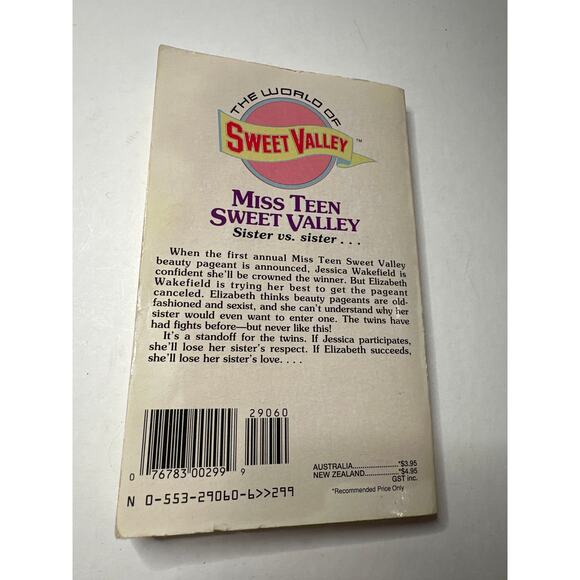 THE WORLD OF
SWEET VALLEY™
MISS TEEN
SWEET VALLEY
Sister vs. sister . . .
When the first annual Miss Teen Sweet Valley
beauty pageant is announced, Jessica Wakefield is
confident she'll be crowned the winner. But Elizabeth
Wakefield is trying her best to get the pageant
canceled. Elizabeth thinks beauty pageants are old-
fashioned and sexist, and she can't understand why her
sister would even want to enter one. The twins have
had fights before—but never like this!
It's a standoff for the twins. If Jessica participates,
she'll lose her sister's respect. If Elizabeth succeeds,
she'll lose her sister's love. . . .
29060
0 76783 00299 9
N 0-553-29060-6>>299
AUSTRALIA....................*$3.95
NEW ZEALAND..............*$4.95
GST inc.
*Recommended Price Only